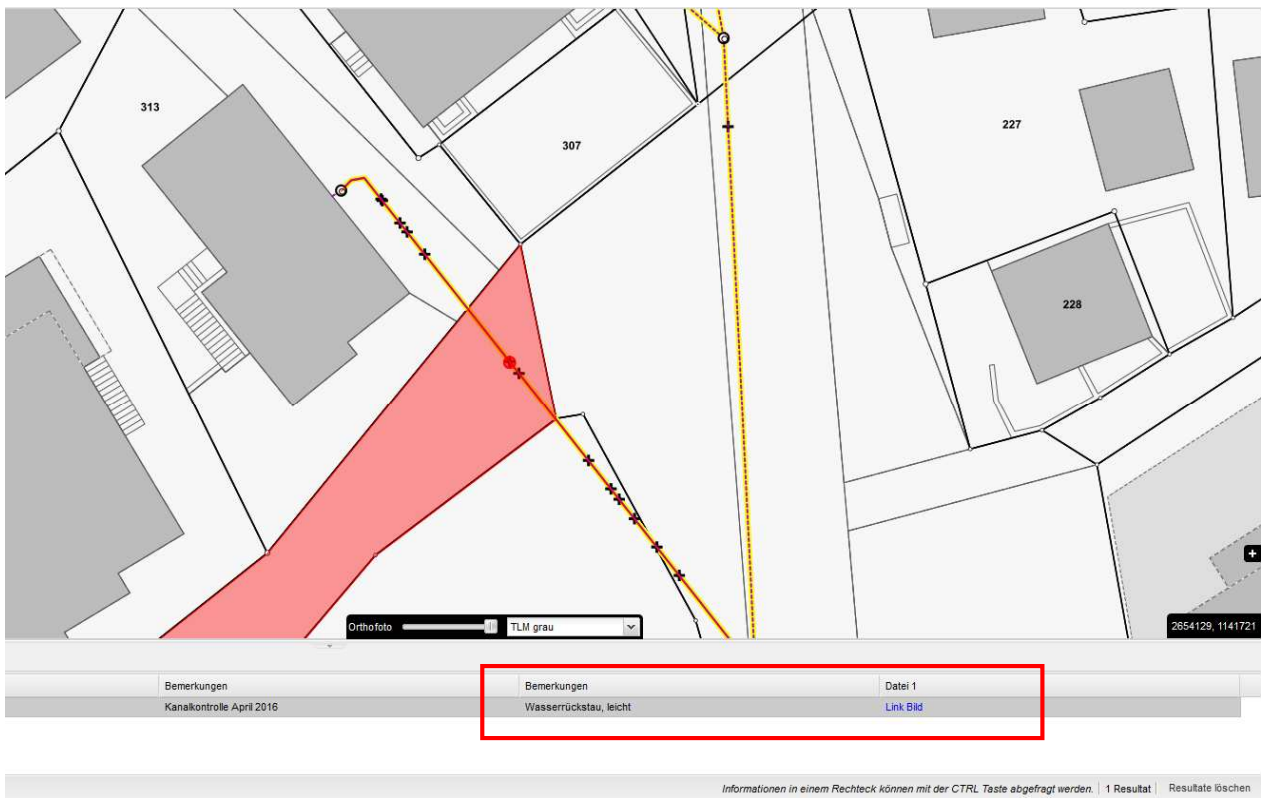 313
307
227
228
Orthofoto TLM grau
2654129, 1141721
Bemerkungen Bemerkungen Datei 1
Kanalkontrolle April 2016 Wasserrückstau, leicht Link Bild
Informationen in einem Rechteck können mit der CTRL Taste abgefragt werden. 1 Resultat Resultate löschen